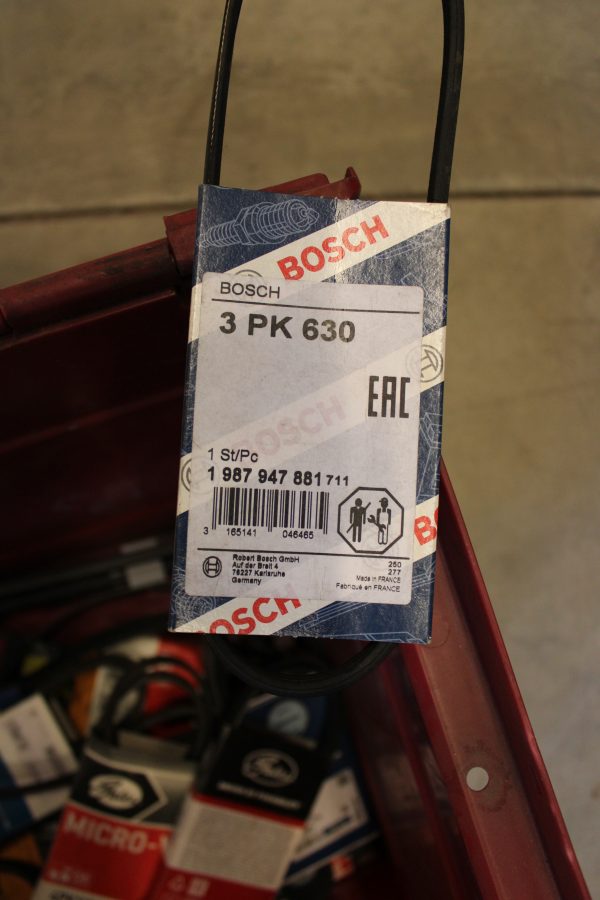 BOSCH
BOSCH
3 PK 630
BOSCH
EAC
1 St/Pc
1 987 947 881 711
3 165141 046465
Robert Bosch GmbH
Auf der Breit 4
76227 Karlsruhe
Germany
250
277
Made in FRANCE
Fabriqué en FRANCE
BOSCH
Gates
MICRO-V
Gates